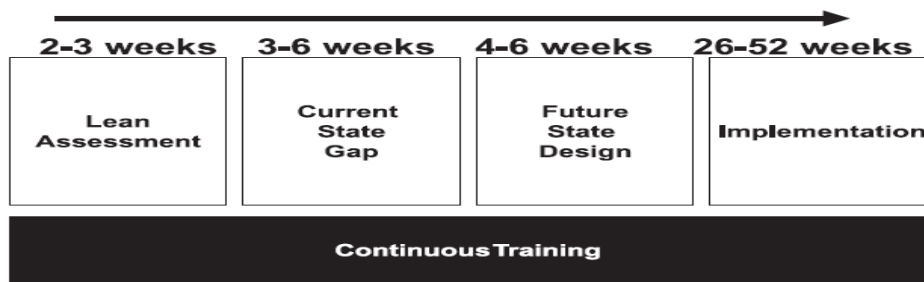 2-3 weeks 3-6 weeks 4-6 weeks 26-52 weeks
Lean
Assessment
Current
State
Gap
Future
State
Design
Implementation
Continuous Training